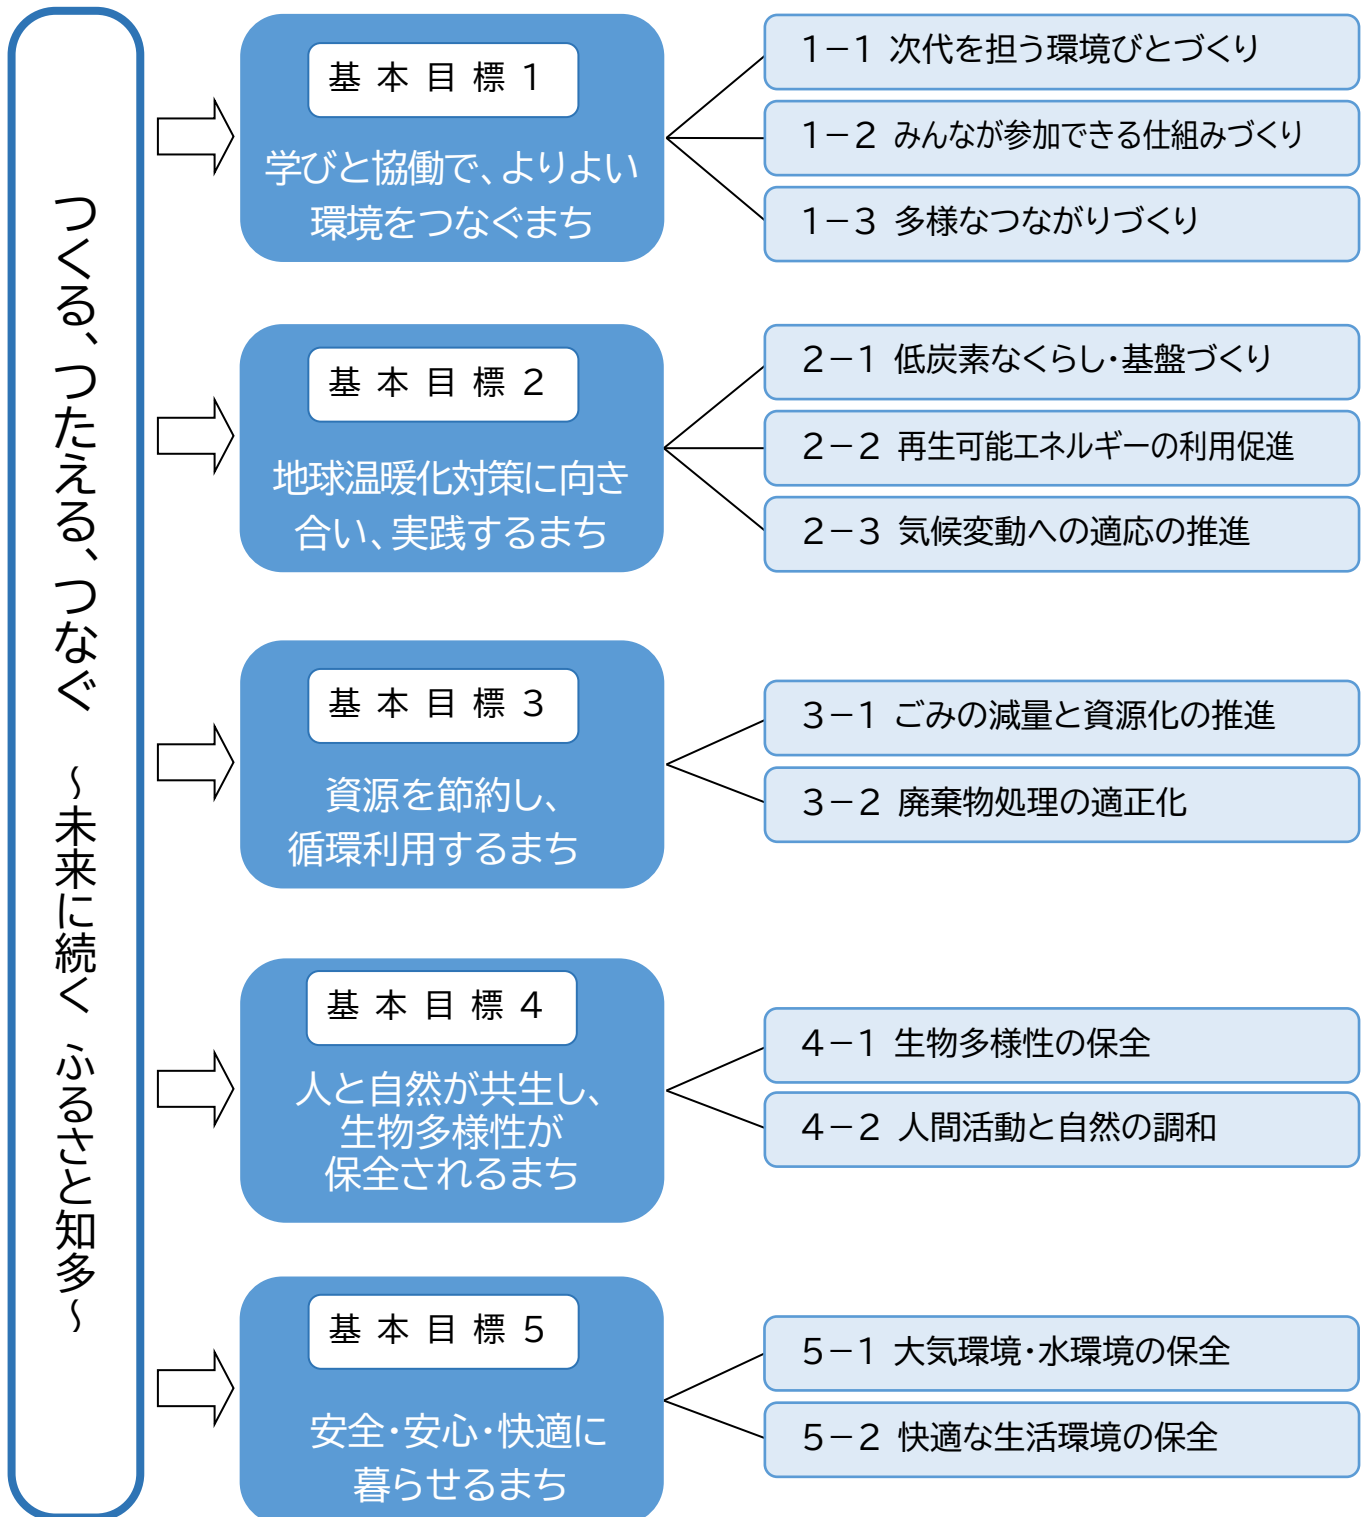 つくる、つたえる、つなぐ　～未来に続く ふるさと知多～
基本目標1
学びと協働で、よりよい
環境をつなぐまち
1－1 次代を担う環境びとづくり
1－2 みんなが参加できる仕組みづくり
1－3 多様なつながりづくり
基本目標2
地球温暖化対策に向き
合い、実践するまち
2－1 低炭素なくらし・基盤づくり
2－2 再生可能エネルギーの利用促進
2－3 気候変動への適応の推進
基本目標3
資源を節約し、
循環利用するまち
3－1 ごみの減量と資源化の推進
3－2 廃棄物処理の適正化
基本目標4
人と自然が共生し、
生物多様性が
保全されるまち
4－1 生物多様性の保全
4－2 人間活動と自然の調和
基本目標5
安全・安心・快適に
暮らせるまち
5－1 大気環境・水環境の保全
5－2 快適な生活環境の保全